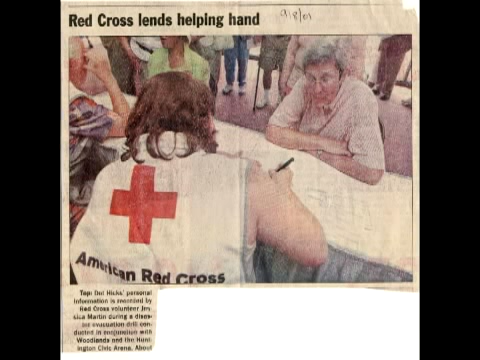 Red Cross lends helping hand
9/8/01
American Red Cross
Top: Dot Hicks' personal
information is recorded by
Red Cross volunteer Jes-
sica Martin during a disas-
ter evacuation drill con-
ducted in conjunction with
Woodlands and the Hunt-
ington Civic Arena. About